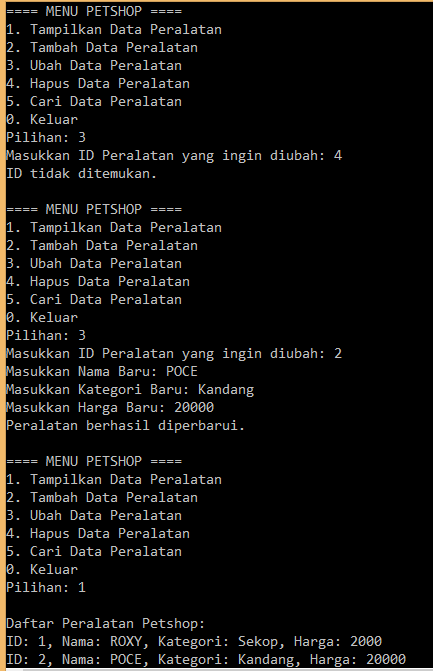 ==== MENU PETSHOP ====
1. Tampilkan Data Peralatan
2. Tambah Data Peralatan
3. Ubah Data Peralatan
4. Hapus Data Peralatan
5. Cari Data Peralatan
0. Keluar
Pilihan: 3
Masukkan ID Peralatan yang ingin diubah: 4
ID tidak ditemukan.

==== MENU PETSHOP ====
1. Tampilkan Data Peralatan
2. Tambah Data Peralatan
3. Ubah Data Peralatan
4. Hapus Data Peralatan
5. Cari Data Peralatan
0. Keluar
Pilihan: 3
Masukkan ID Peralatan yang ingin diubah: 2
Masukkan Nama Baru: POCE
Masukkan Kategori Baru: Kandang
Masukkan Harga Baru: 20000
Peralatan berhasil diperbarui.

==== MENU PETSHOP ====
1. Tampilkan Data Peralatan
2. Tambah Data Peralatan
3. Ubah Data Peralatan
4. Hapus Data Peralatan
5. Cari Data Peralatan
0. Keluar
Pilihan: 1

Daftar Peralatan Petshop:
ID: 1, Nama: ROXY, Kategori: Sekop, Harga: 2000
ID: 2, Nama: POCE, Kategori: Kandang, Harga: 20000